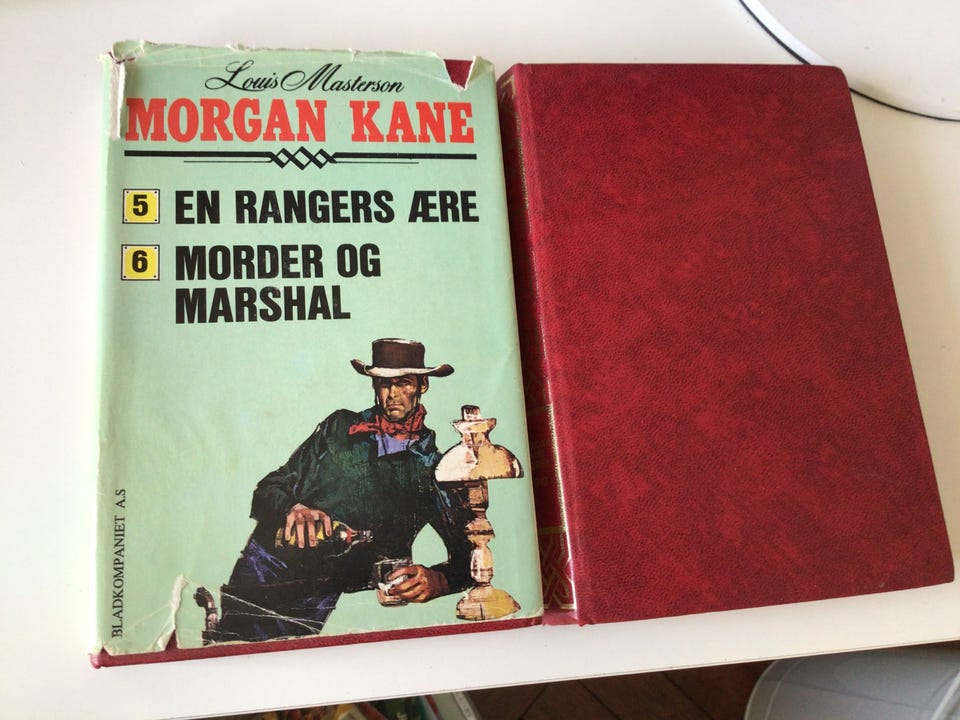 Louis Masterson
MORGAN KANE
5 EN RANGERS ÆRE
6 MORDER OG
MARSHAL
BLADKOMPANIET A.S